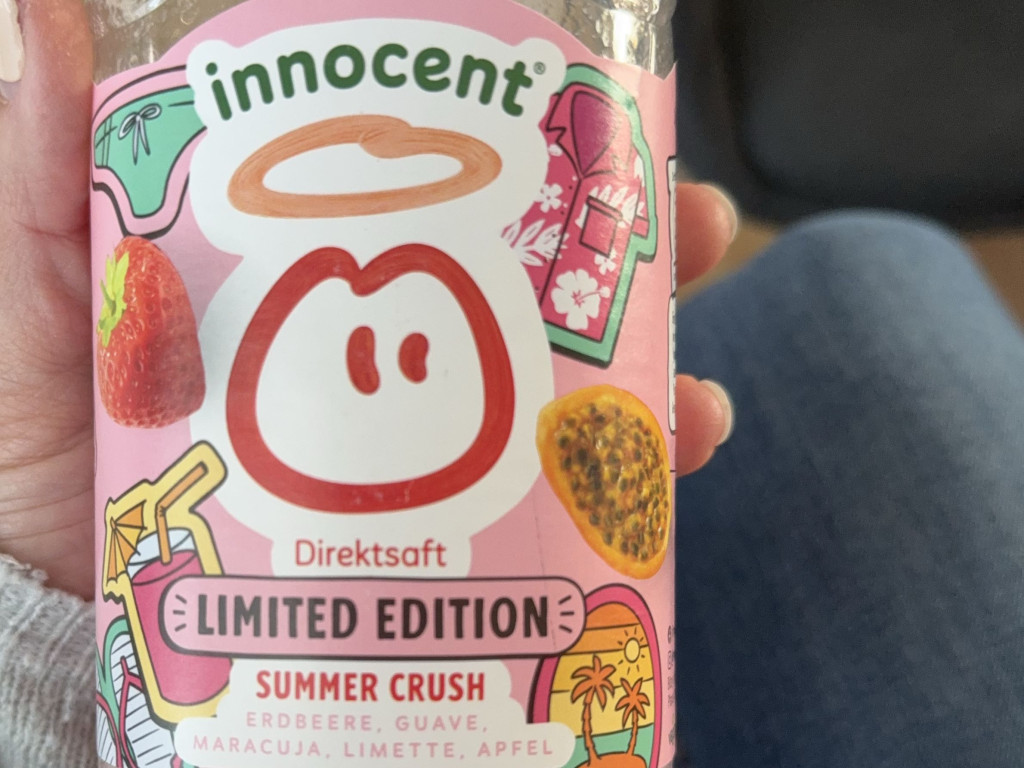 innocent®
Direktsaft
LIMITED EDITION
SUMMER CRUSH
ERDBEERE, GUAVE,
MARACUJA, LIMETTE, APFEL